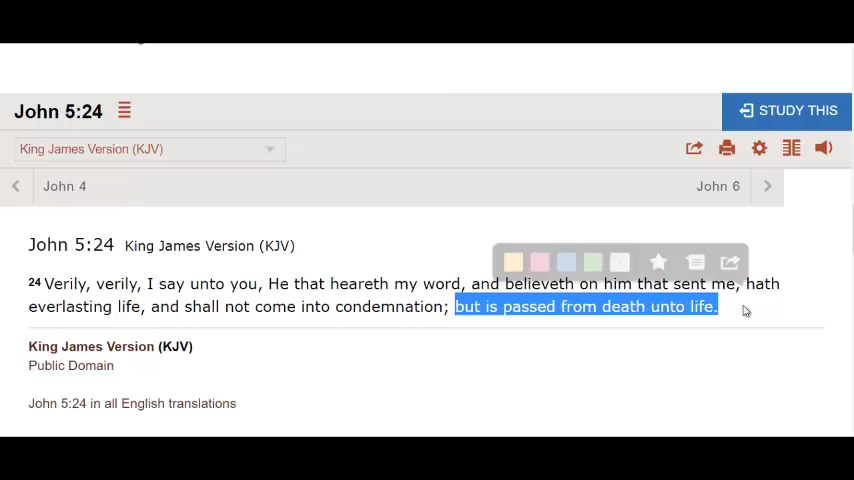 John 5:24
STUDY THIS
King James Version (KJV)
John 4
John 6
John 5:24 King James Version (KJV)
24 Verily, verily, I say unto you, He that heareth my word, and believeth on him that sent me, hath
everlasting life, and shall not come into condemnation; but is passed from death unto life.
King James Version (KJV)
Public Domain
John 5:24 in all English translations